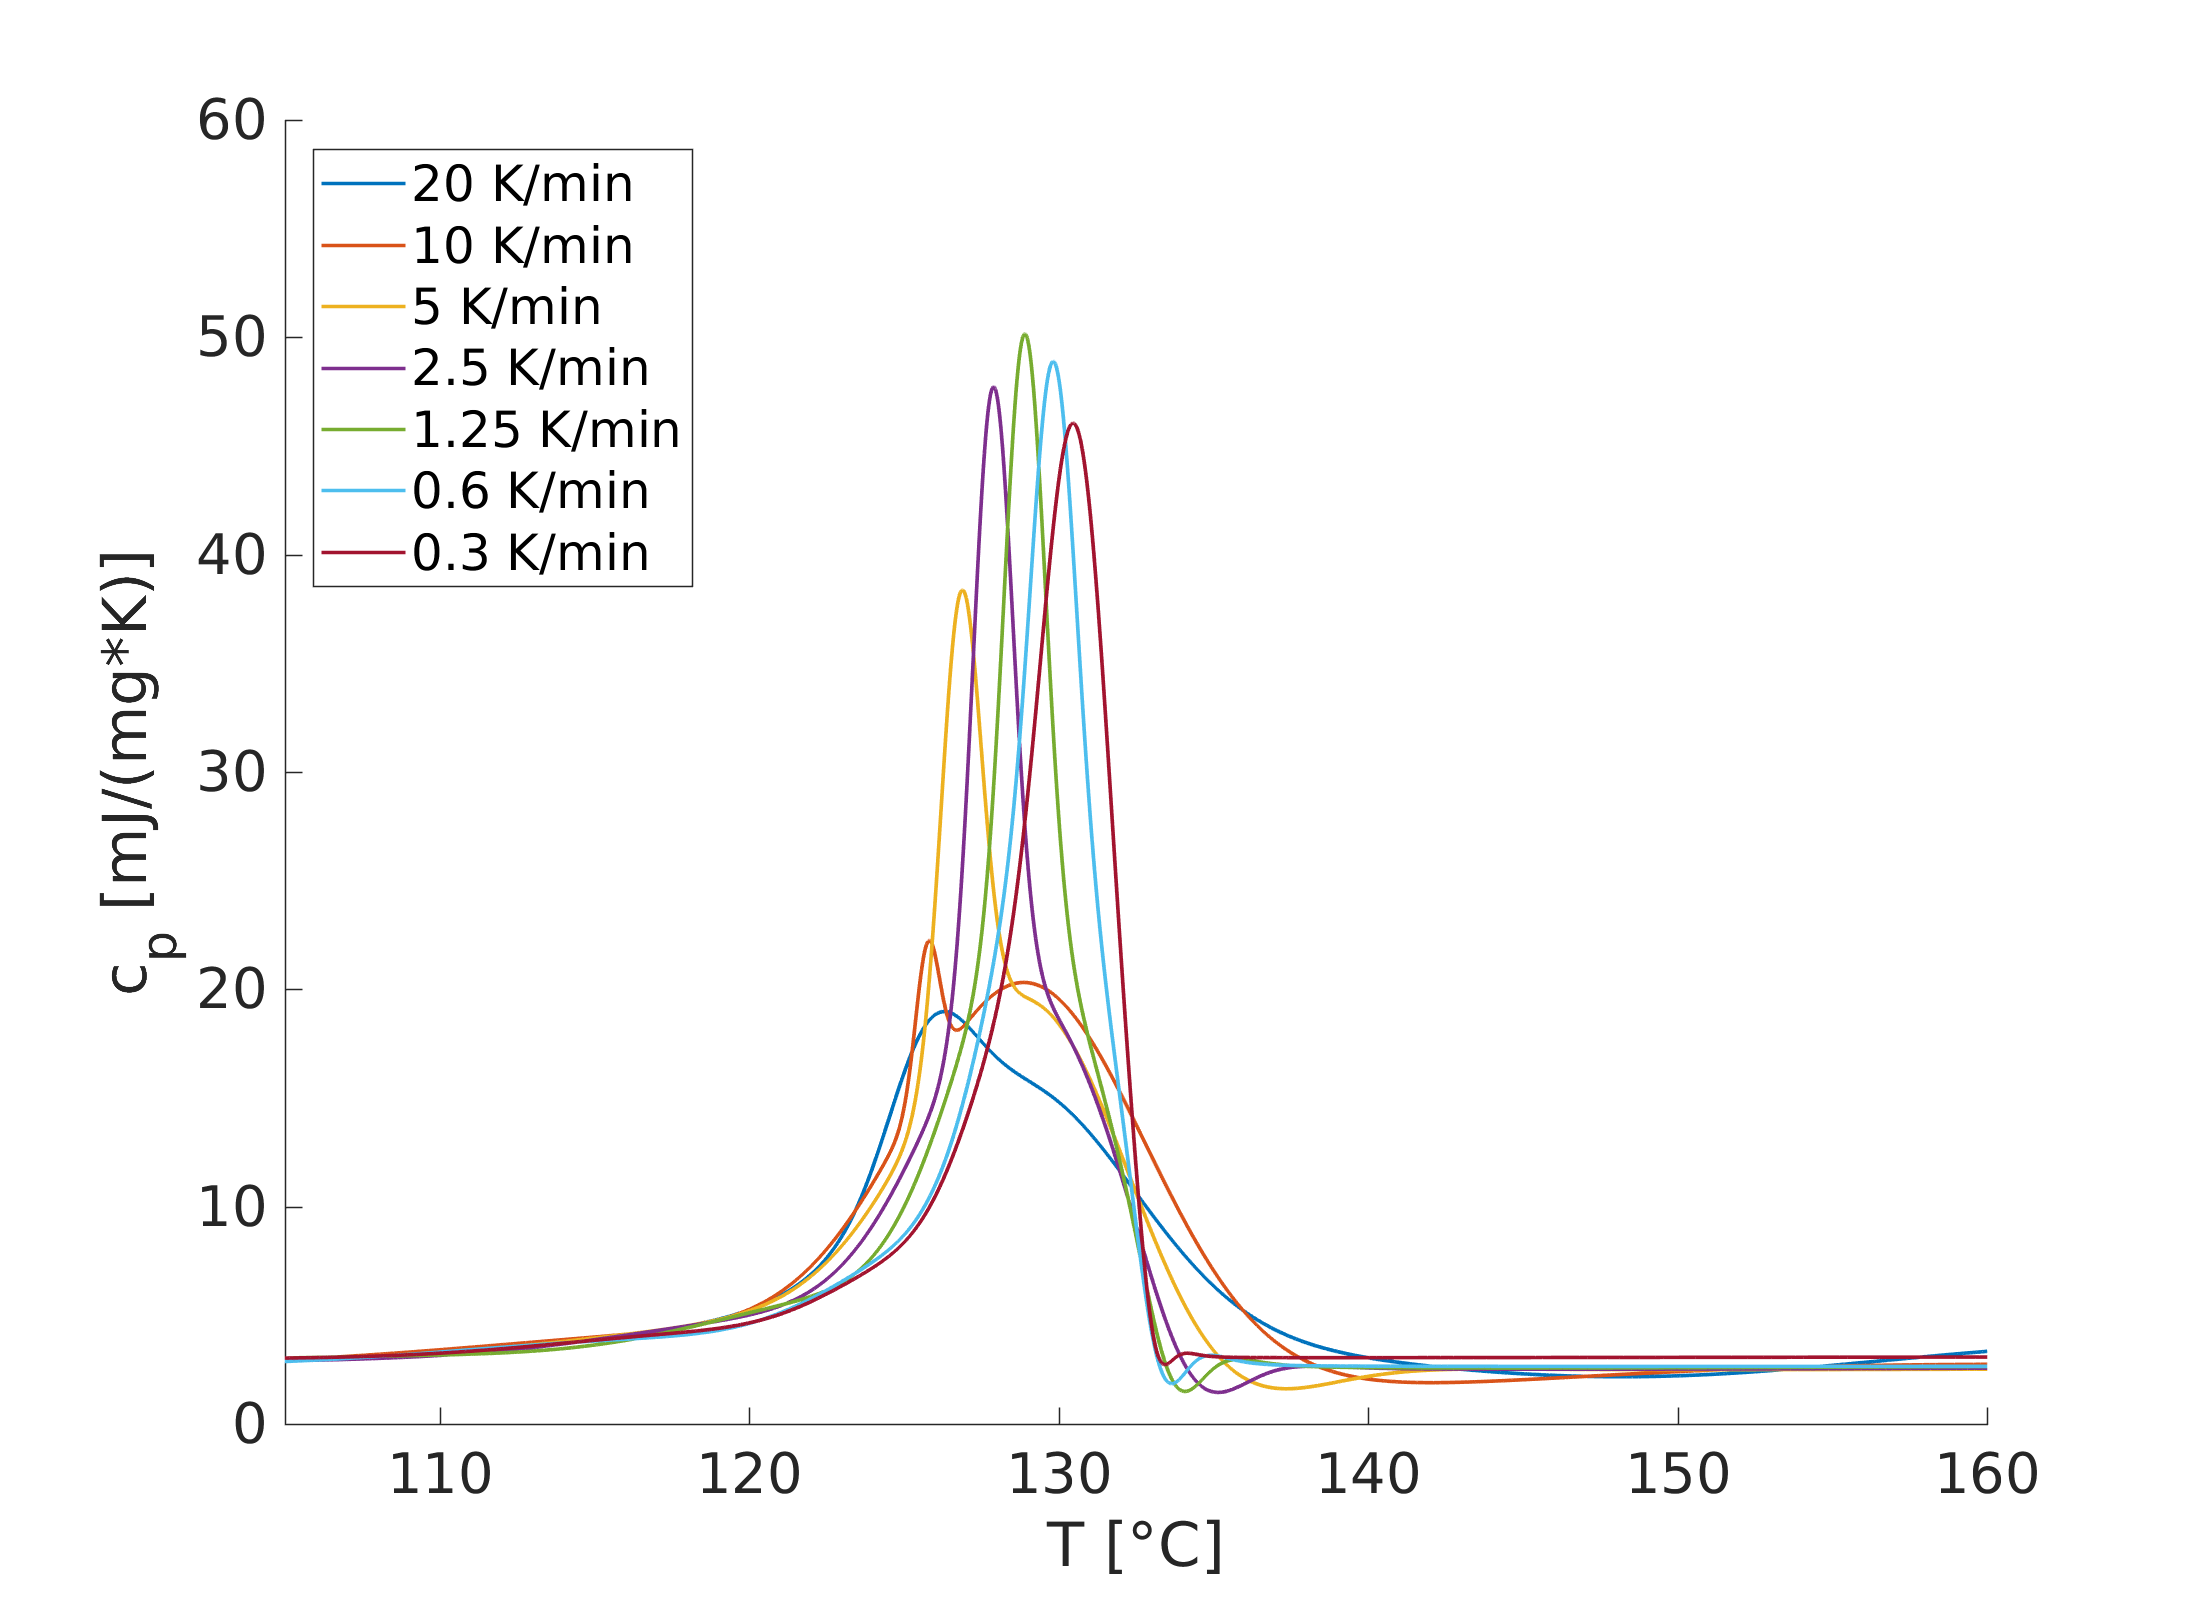 60
50
40
30
20
10
0
20 K/min
10 K/min
5 K/min
2.5 K/min
1.25 K/min
0.6 K/min
0.3 K/min
c_p [mJ/(mg*K)]
110 120 130 140 150 160
T [°C]